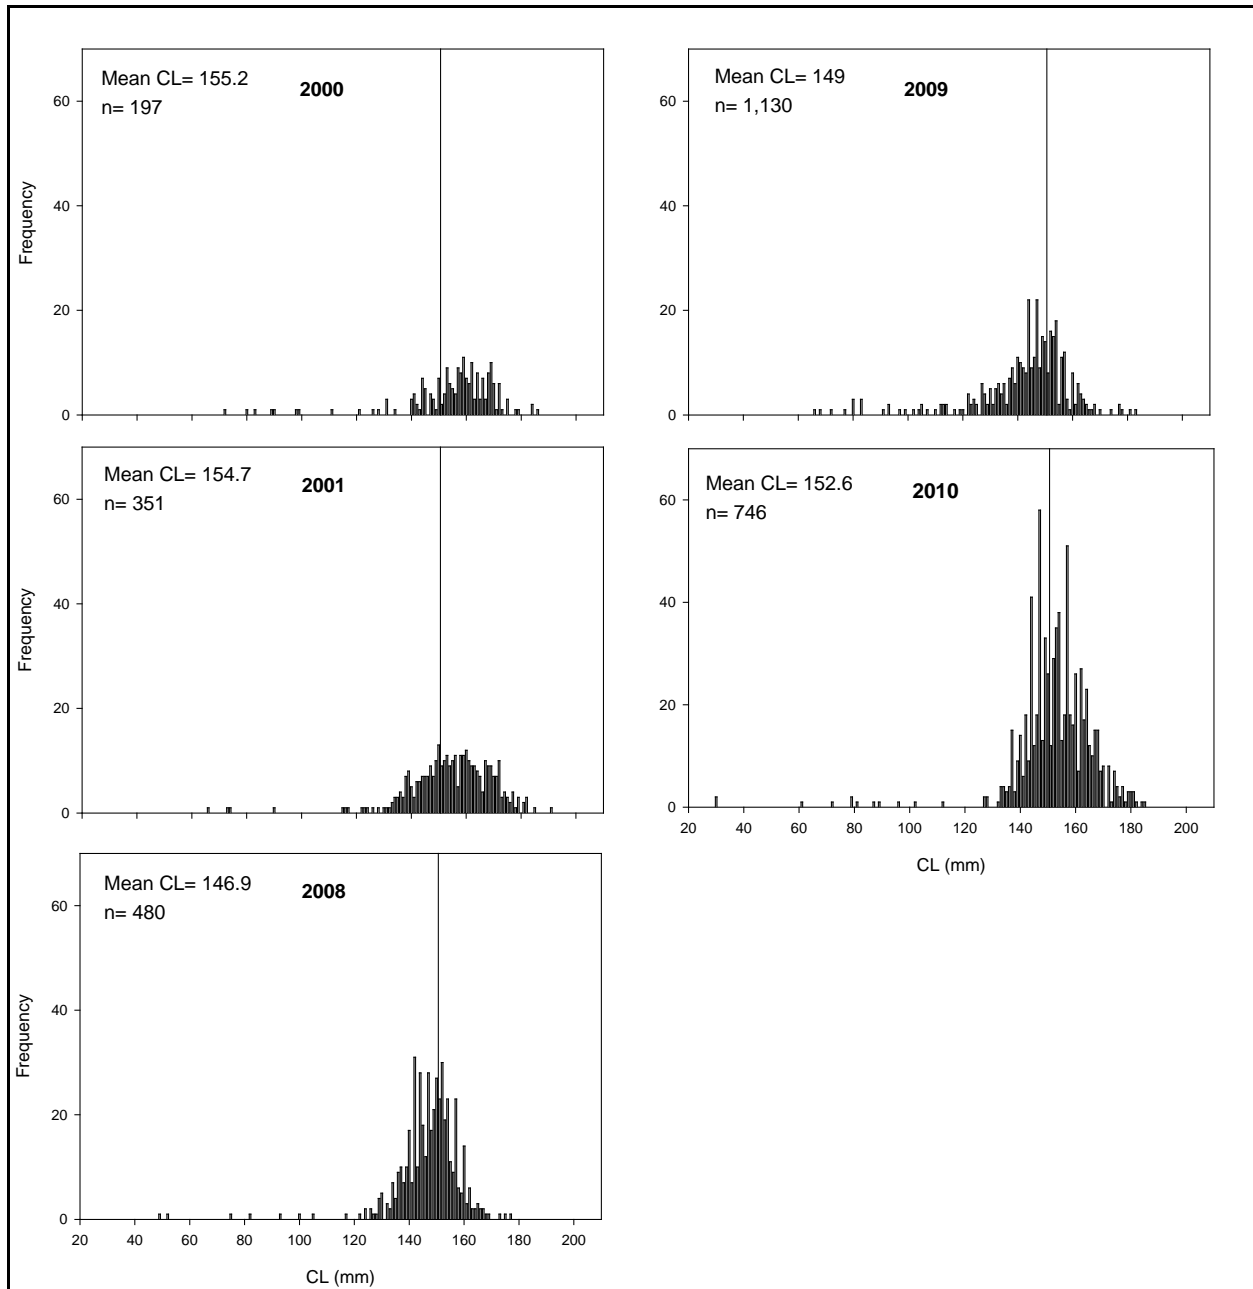 Mean CL= 155.2
n= 197
2000
60
40
20
0
Frequency
Mean CL= 149
n= 1,130
2009
60
40
20
0
Mean CL= 154.7
n= 351
2001
60
40
20
0
Frequency
Mean CL= 152.6
n= 746
2010
60
40
20
0
20 40 60 80 100 120 140 160 180 200
CL (mm)
Mean CL= 146.9
n= 480
2008
60
40
20
0
Frequency
20 40 60 80 100 120 140 160 180 200
CL (mm)